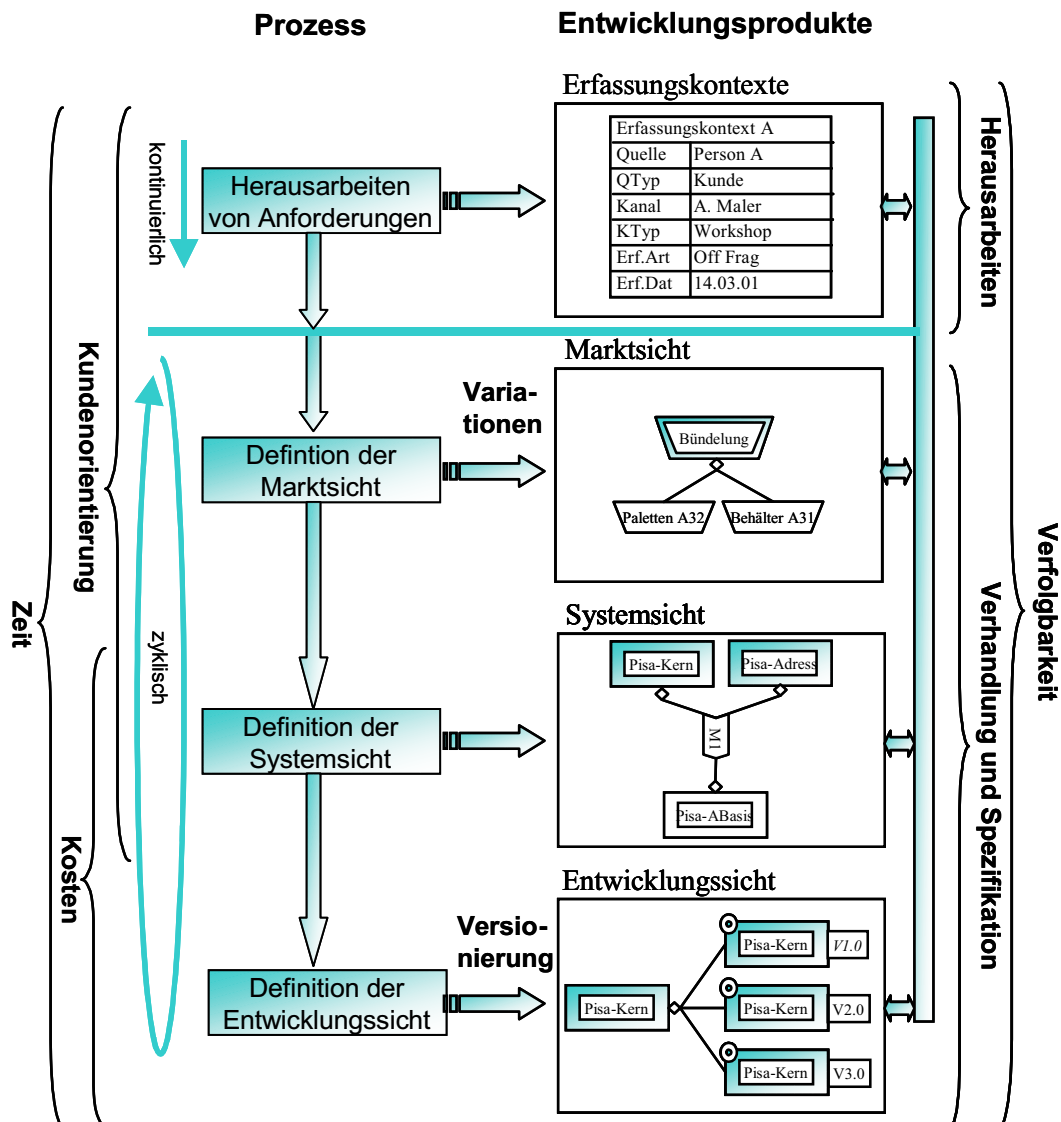 Prozess
Entwicklungsprodukte
Erfassungskontexte
Erfassungskontext A
Quelle Person A
QTyp Kunde
Kanal A. Maler
KTyp Workshop
Erf.Art Off Frag
Erf.Dat 14.03.01
kontinuierlich
Herausarbeiten
von Anforderungen
Herausarbeiten
Marktsicht
Varia-
tionen
Defintion der
Marktsicht
Bündelung
Paletten A32
Behälter A31
Kundenorientierung
Zeit
zyklisch
Kosten
Systemsicht
Definition der
Systemsicht
Pisa-Kern
Pisa-Adress
M1
Pisa-ABasis
Verfolgbarkeit
Verhandlung und Spezifikation
Entwicklungssicht
Versio-
nierung
Definition der
Entwicklungssicht
Pisa-Kern
Pisa-Kern V1.0
Pisa-Kern V2.0
Pisa-Kern V3.0